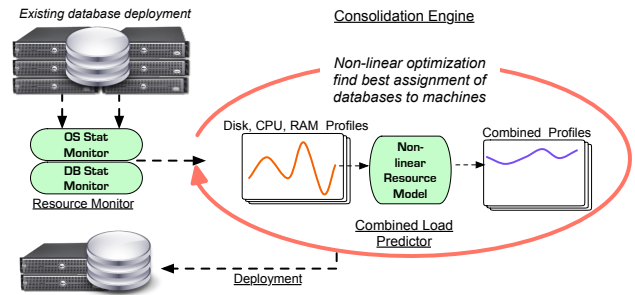 Existing database deployment
Consolidation Engine
Non-linear optimization
find best assignment of
databases to machines
OS Stat
Monitor
DB Stat
Monitor
Resource Monitor
Disk, CPU, RAM Profiles
Non-
linear
Resource
Model
Combined Profiles
Combined Load
Predictor
Deployment